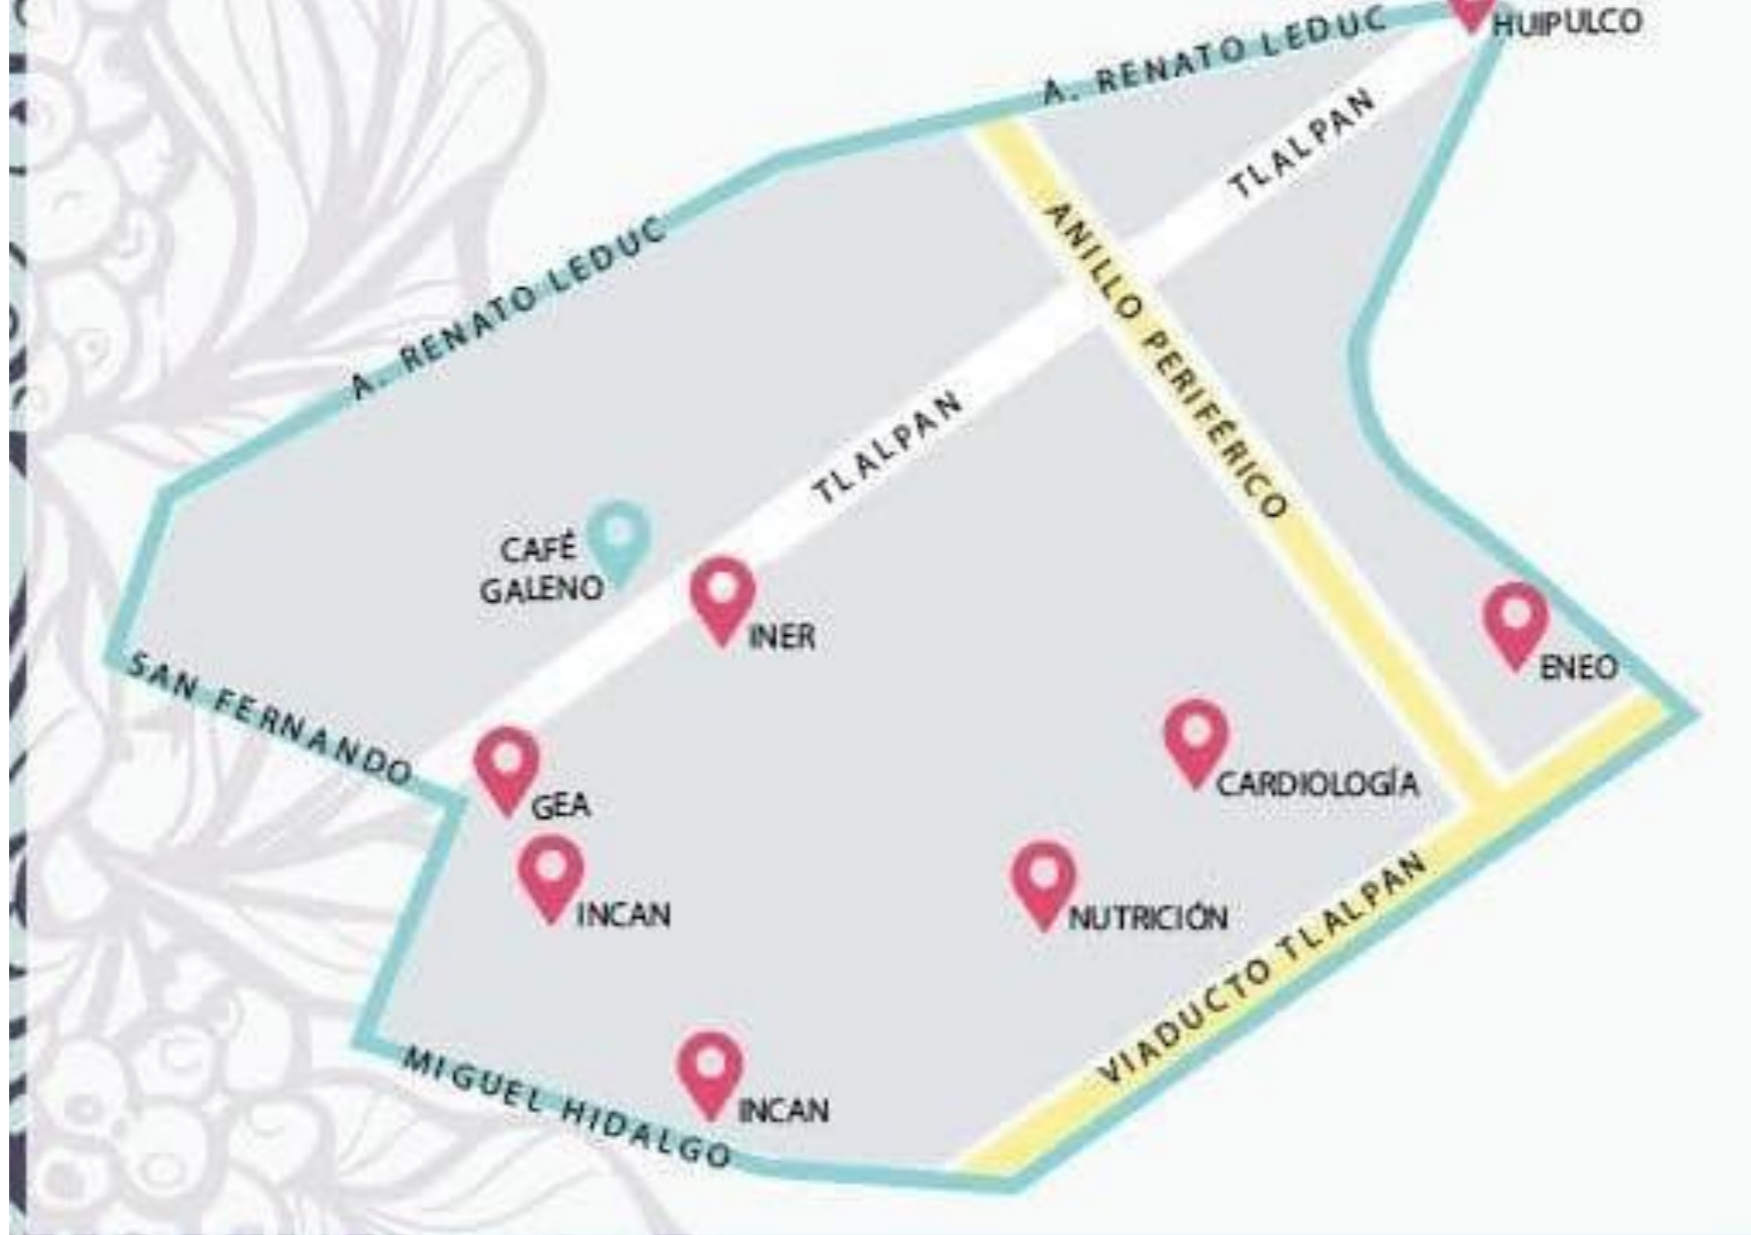 HUIPULCO
A. RENATO LEDUC
TLALPAN
A. RENATO LEDUC
ANILLO PERIFÉRICO
TLALPAN
CAFÉ
GALENO
INER
ENEO
SAN FERNANDO
CARDIOLOGÍA
GEA
INCAN
NUTRICIÓN
VIADUCTO TLALPAN
MIGUEL HIDALGO
INCAN